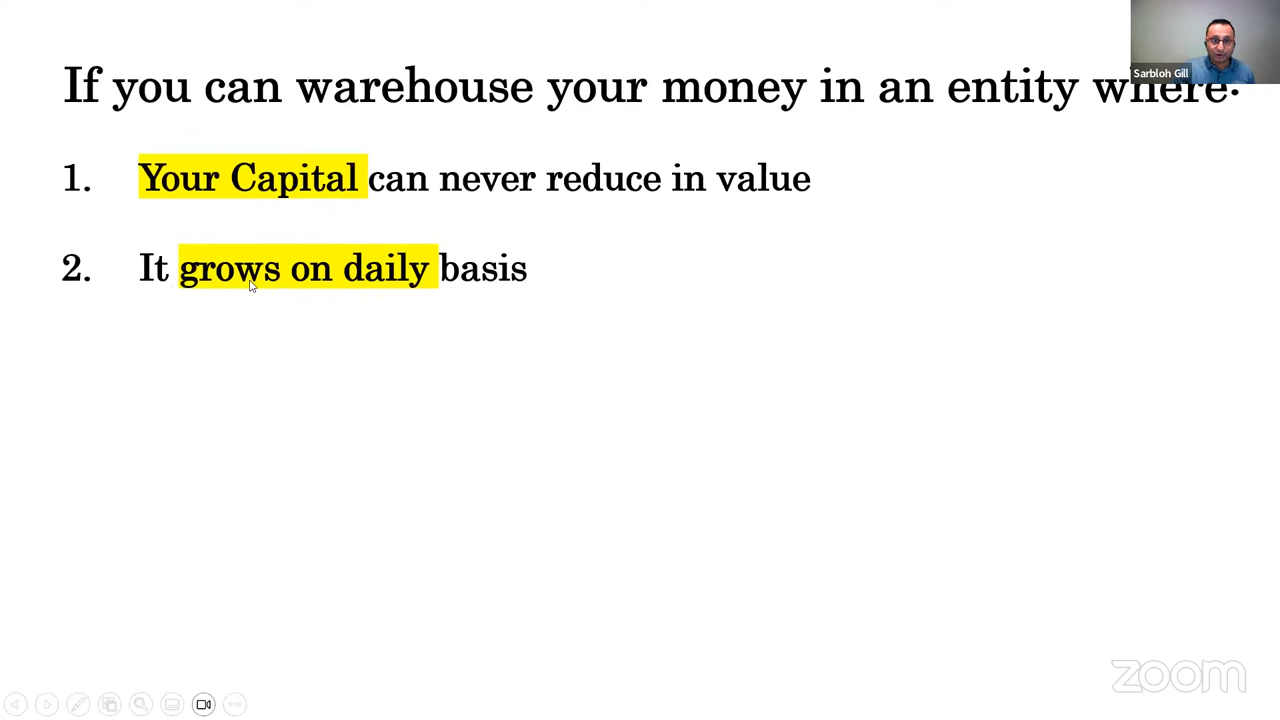 If you can warehouse your money in an entity where:
Sarbloh Gill
1. Your Capital can never reduce in value
2. It grows on daily basis
zoom